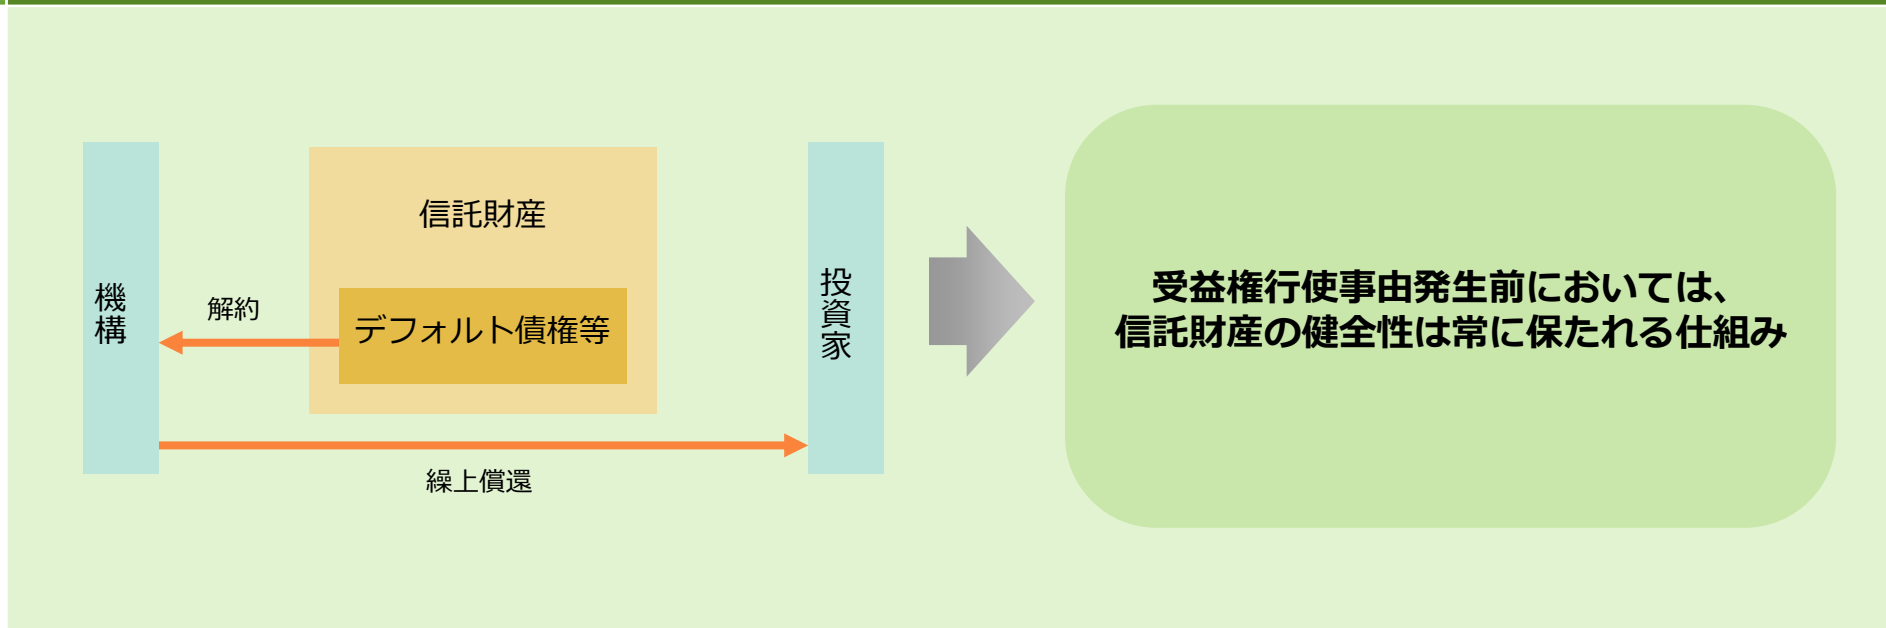 機構
解約
信託財産
デフォルト債権等
繰上償還
投資家
受益権行使事由発生前においては、
信託財産の健全性は常に保たれる仕組み